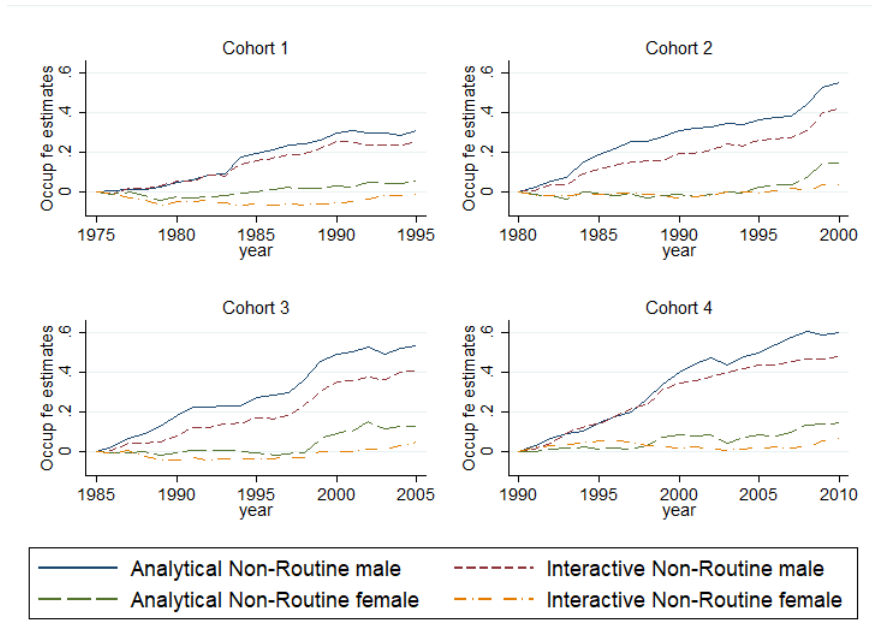 Cohort 1
Occup fe estimates
0 .2 .4 .6
1975 1980 1985 1990 1995
year
Cohort 2
Occup fe estimates
0 .2 .4 .6
1980 1985 1990 1995 2000
year
Cohort 3
Occup fe estimates
0 .2 .4 .6
1985 1990 1995 2000 2005
year
Cohort 4
Occup fe estimates
0 .2 .4 .6
1990 1995 2000 2005 2010
year
Analytical Non-Routine male
Interactive Non-Routine male
Analytical Non-Routine female
Interactive Non-Routine female